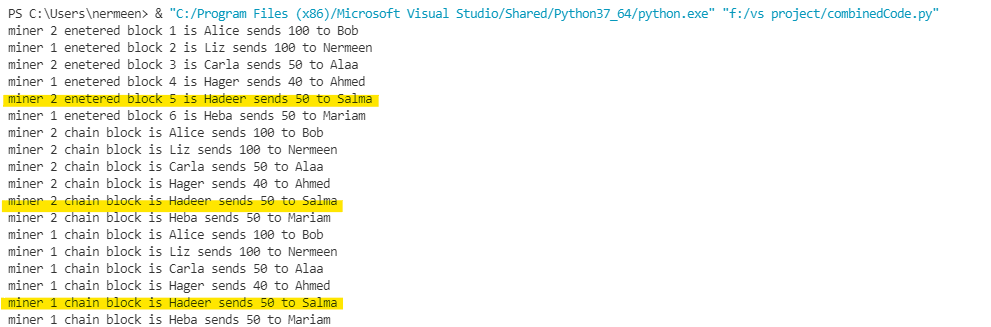 PS C:\Users\nermeen> & "C:/Program Files (x86)/Microsoft Visual Studio/Shared/Python37_64/python.exe" "f:/vs project/combinedCode.py"
miner 2 enetered block 1 is Alice sends 100 to Bob
miner 1 enetered block 2 is Liz sends 100 to Nermeen
miner 2 enetered block 3 is Carla sends 50 to Alaa
miner 1 enetered block 4 is Hager sends 40 to Ahmed
miner 2 enetered block 5 is Hadeer sends 50 to Salma
miner 1 enetered block 6 is Heba sends 50 to Mariam
miner 2 chain block is Alice sends 100 to Bob
miner 2 chain block is Liz sends 100 to Nermeen
miner 2 chain block is Carla sends 50 to Alaa
miner 2 chain block is Hager sends 40 to Ahmed
miner 2 chain block is Hadeer sends 50 to Salma
miner 2 chain block is Heba sends 50 to Mariam
miner 1 chain block is Alice sends 100 to Bob
miner 1 chain block is Liz sends 100 to Nermeen
miner 1 chain block is Carla sends 50 to Alaa
miner 1 chain block is Hager sends 40 to Ahmed
miner 1 chain block is Hadeer sends 50 to Salma
miner 1 chain block is Heba sends 50 to Mariam